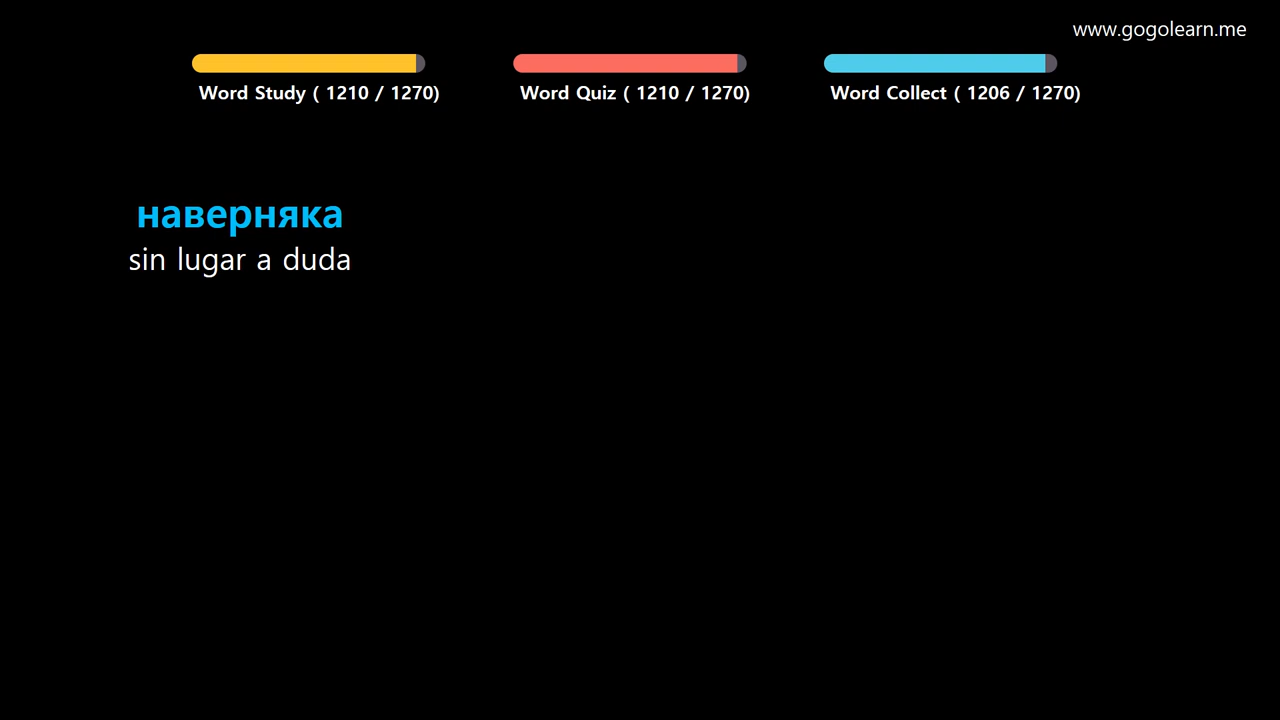 www.gogolearn.me
Word Study ( 1210 / 1270)
Word Quiz ( 1210 / 1270)
Word Collect ( 1206 / 1270)
наверняка
sin lugar a duda